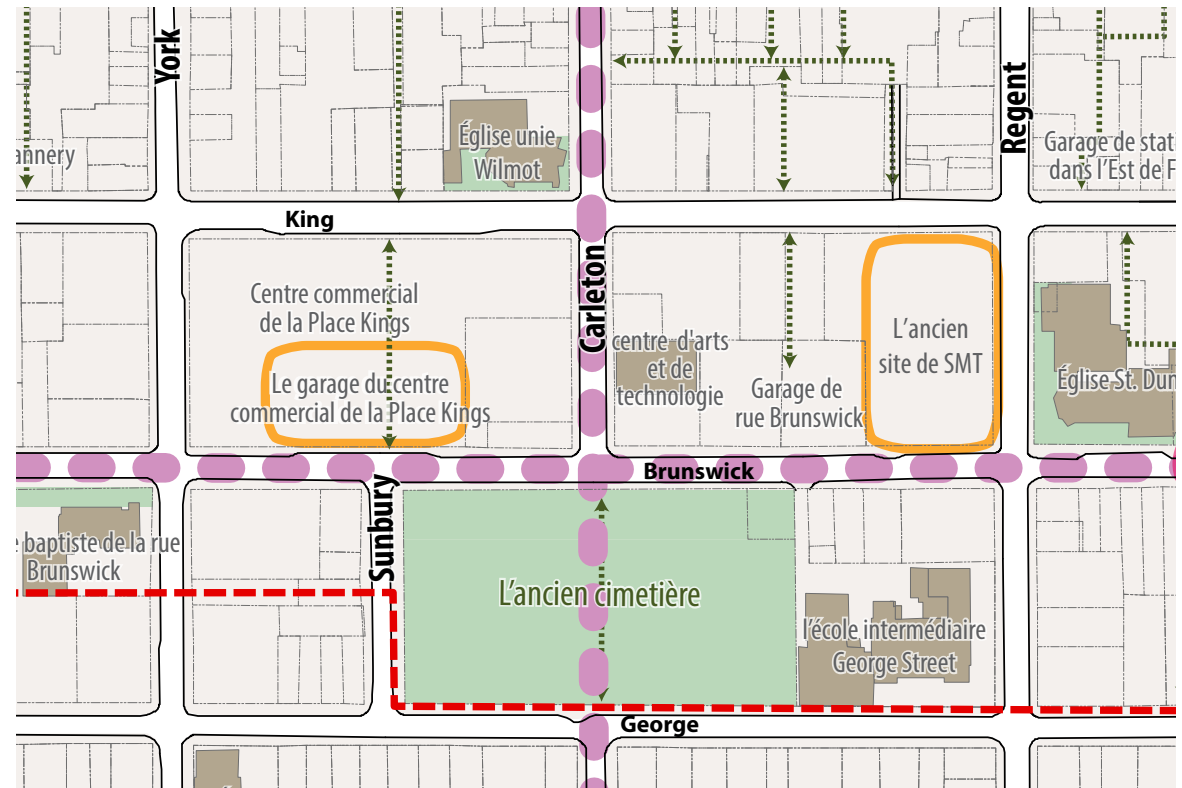 York
Regent
annery
Église unie
Wilmot
Garage de stat
dans l'Est de F
King
Carleton
Centre commercial
de la Place Kings
Le garage du centre
commercial de la Place Kings
centre d'arts
et de
technologie
Garage de
rue Brunswick
L'ancien
site de SMT
Église St. Dun
Brunswick
Sunbury
e baptiste de la rue
Brunswick
L'ancien cimetière
l'école intermédiaire
George Street
George